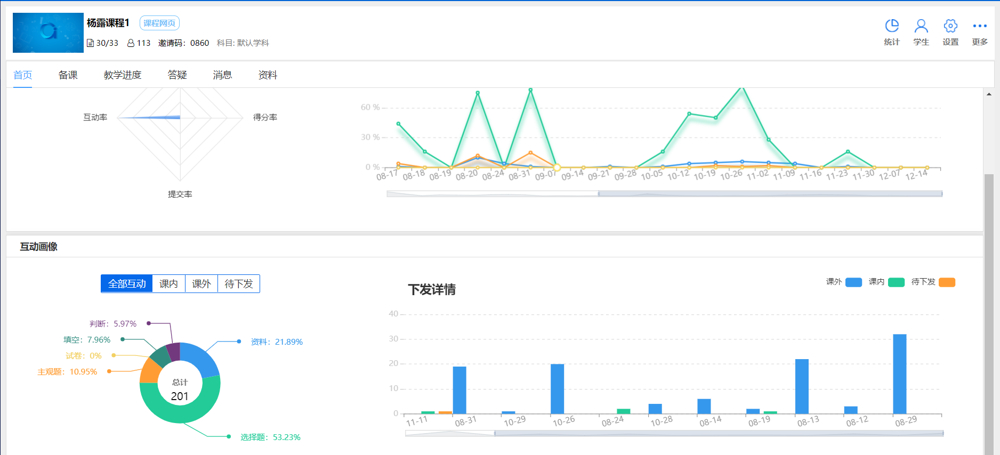 杨露课程1 课程网页
30/33 113 邀请码：0860 科目: 默认学科
统计 学生 设置 更多
首页 备课 教学进度 答疑 消息 资料
互动率 得分率
提交率
60 %
30 %
0 %
08-17 08-18 08-19 08-20 08-24 08-31 09-07 09-14 09-21 09-28 10-05 10-12 10-19 10-26 11-02 11-09 11-16 11-23 11-30 12-07 12-14
互动画像
全部互动 课内 课外 待下发
判断：5.97%
填空：7.96%
试卷：0%
主观题：10.95%
资料：21.89%
选择题：53.23%
总计
201
下发详情
课外 课内 待下发
40
30
20
10
0
11-11 08-31 10-29 10-26 08-24 10-28 08-14 08-19 08-13 08-12 08-29